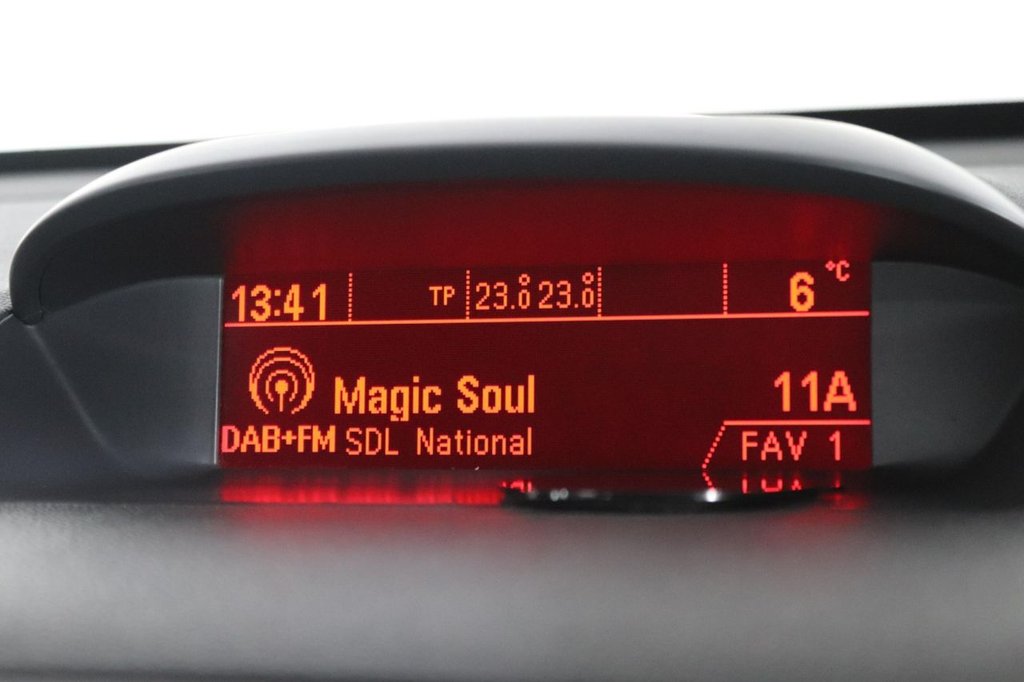 13:41 TP 23.0° 23.0° 6 °C
Magic Soul 11A
DAB+FM SDL National FAV 1